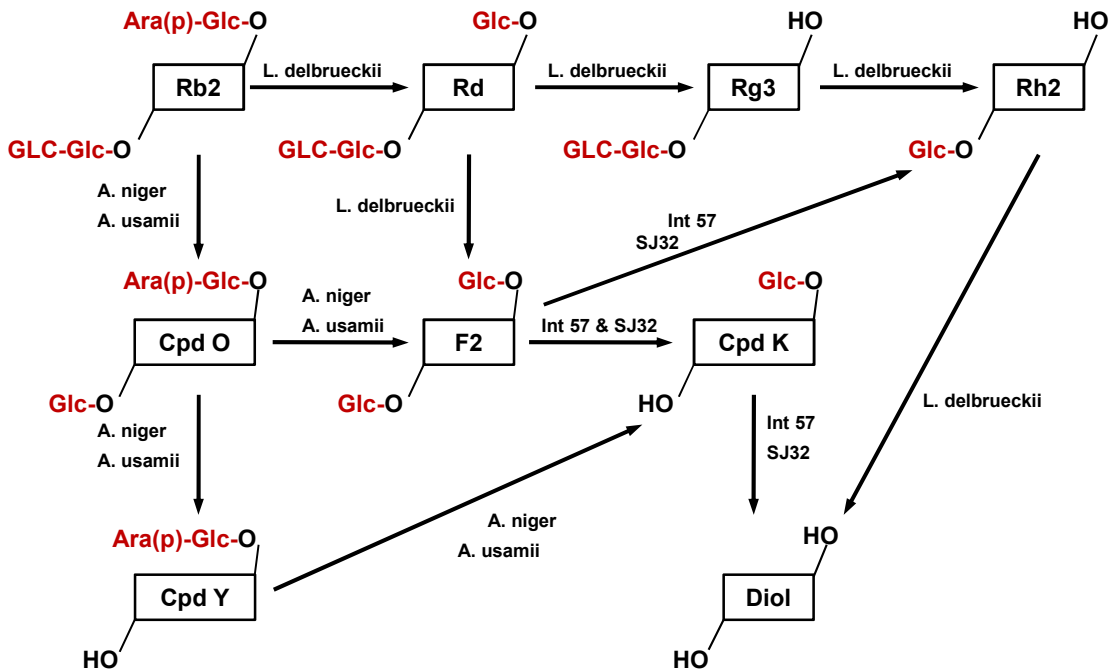 Ara(p)-Glc-O
Glc-O
HO
HO
L. delbrueckii
L. delbrueckii
L. delbrueckii
Rb2
Rd
Rg3
Rh2
GLC-Glc-O
GLC-Glc-O
GLC-Glc-O
Glc-O
A. niger
A. usamii
L. delbrueckii
Int 57
SJ32
Ara(p)-Glc-O
Glc-O
Glc-O
A. niger
A. usamii
Int 57 & SJ32
Cpd O
F2
Cpd K
Glc-O
Glc-O
HO
A. niger
A. usamii
Int 57
SJ32
L. delbrueckii
A. niger
A. usamii
Ara(p)-Glc-O
HO
Cpd Y
Diol
HO
HO